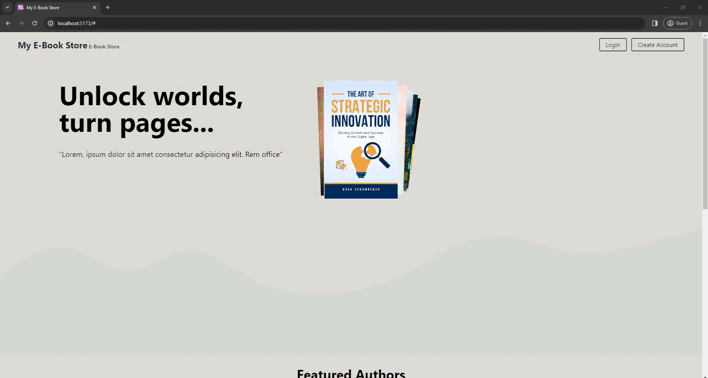 My E-Book Store
localhost:5173/#
Guest
My E-Book Store E-Book Store
Login
Create Account
Unlock worlds,
turn pages...
"Lorem, ipsum dolor sit amet consectetur adipisicing elit. Rem office"
THE ART OF
STRATEGIC
INNOVATION
Driving Growth and Success
in the Digital Age
Featured Authors